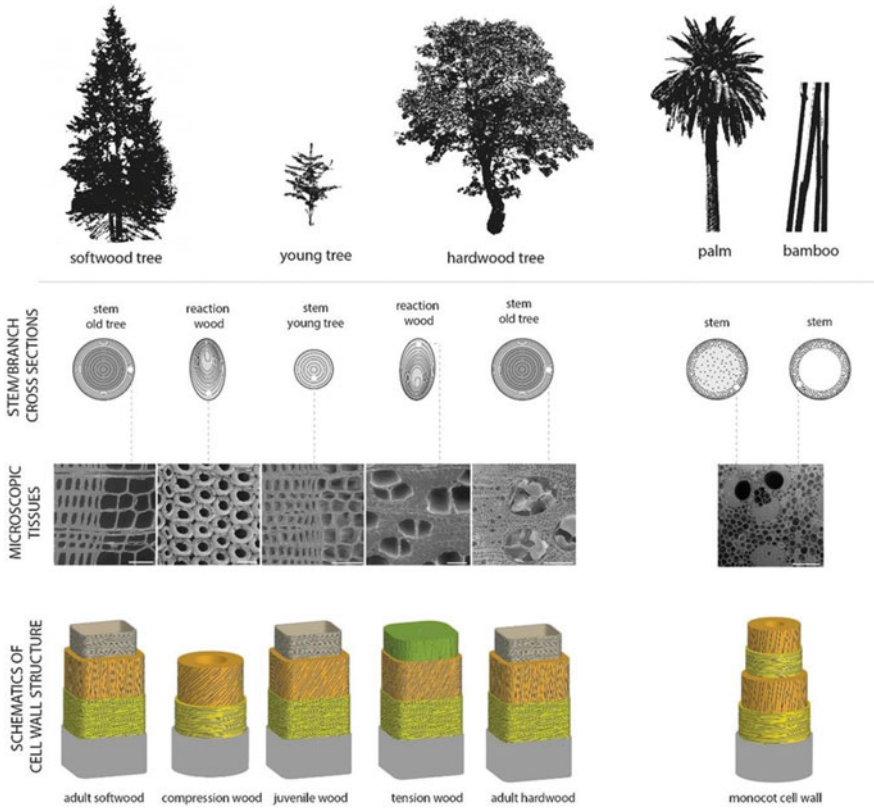 softwood tree
young tree
hardwood tree
palm
bamboo
STEM/BRANCH
CROSS SECTIONS
stem
old tree
reaction
wood
stem
young tree
reaction
wood
stem
old tree
stem
stem
MICROSCOPIC
TISSUES
SCHEMATICS OF
CELL WALL STRUCTURE
adult softwood
compression wood
juvenile wood
tension wood
adult hardwood
monocot cell wall